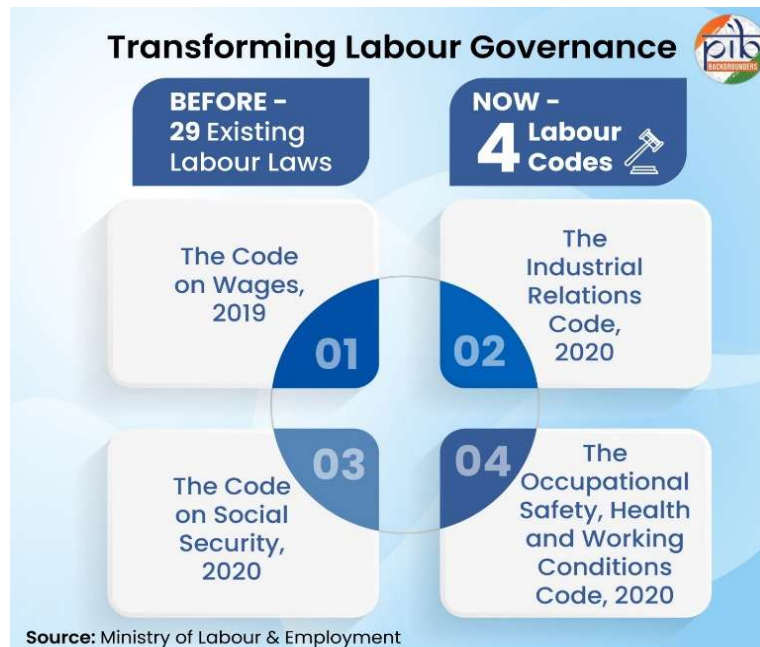 Transforming Labour Governance
pib
BACKGROUNDERS
BEFORE –
29 Existing
Labour Laws
NOW –
4 Labour
Codes
The Code
on Wages,
2019
01
The
Industrial
Relations
Code,
2020
02
The Code
on Social
Security,
2020
03
The
Occupational
Safety, Health
and Working
Conditions
Code, 2020
04
Source: Ministry of Labour & Employment